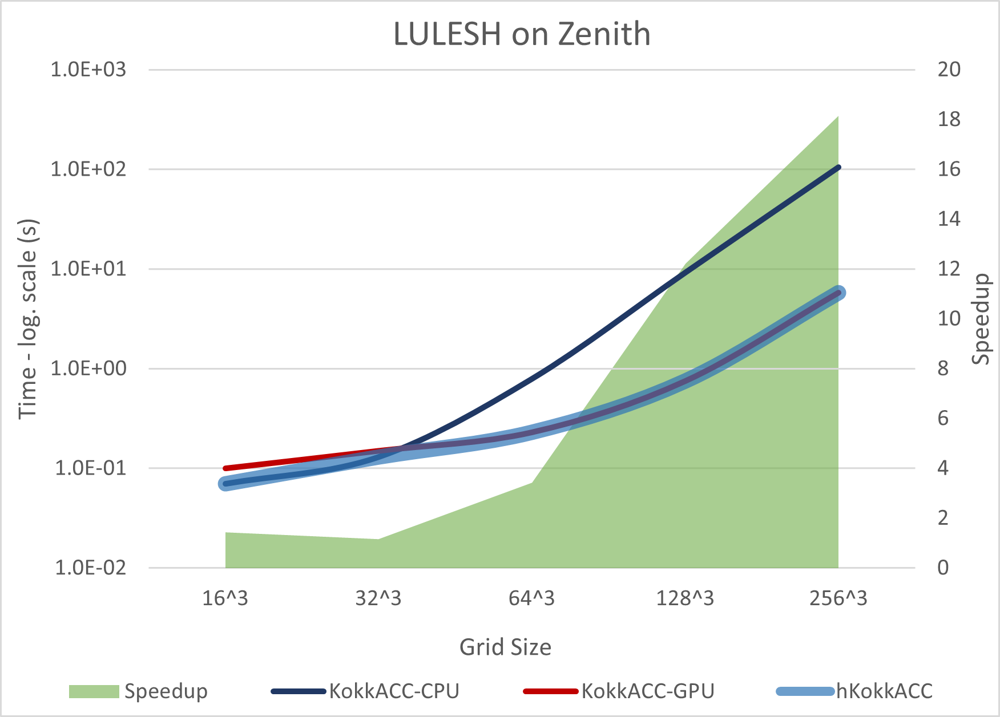 LULESH on Zenith
1.0E+03
1.0E+02
1.0E+01
1.0E+00
1.0E-01
1.0E-02
Time - log. scale (s)
20
18
16
14
12
10
8
6
4
2
0
Speedup
16^3 32^3 64^3 128^3 256^3
Grid Size
Speedup KokkACC-CPU KokkACC-GPU hKokkACC